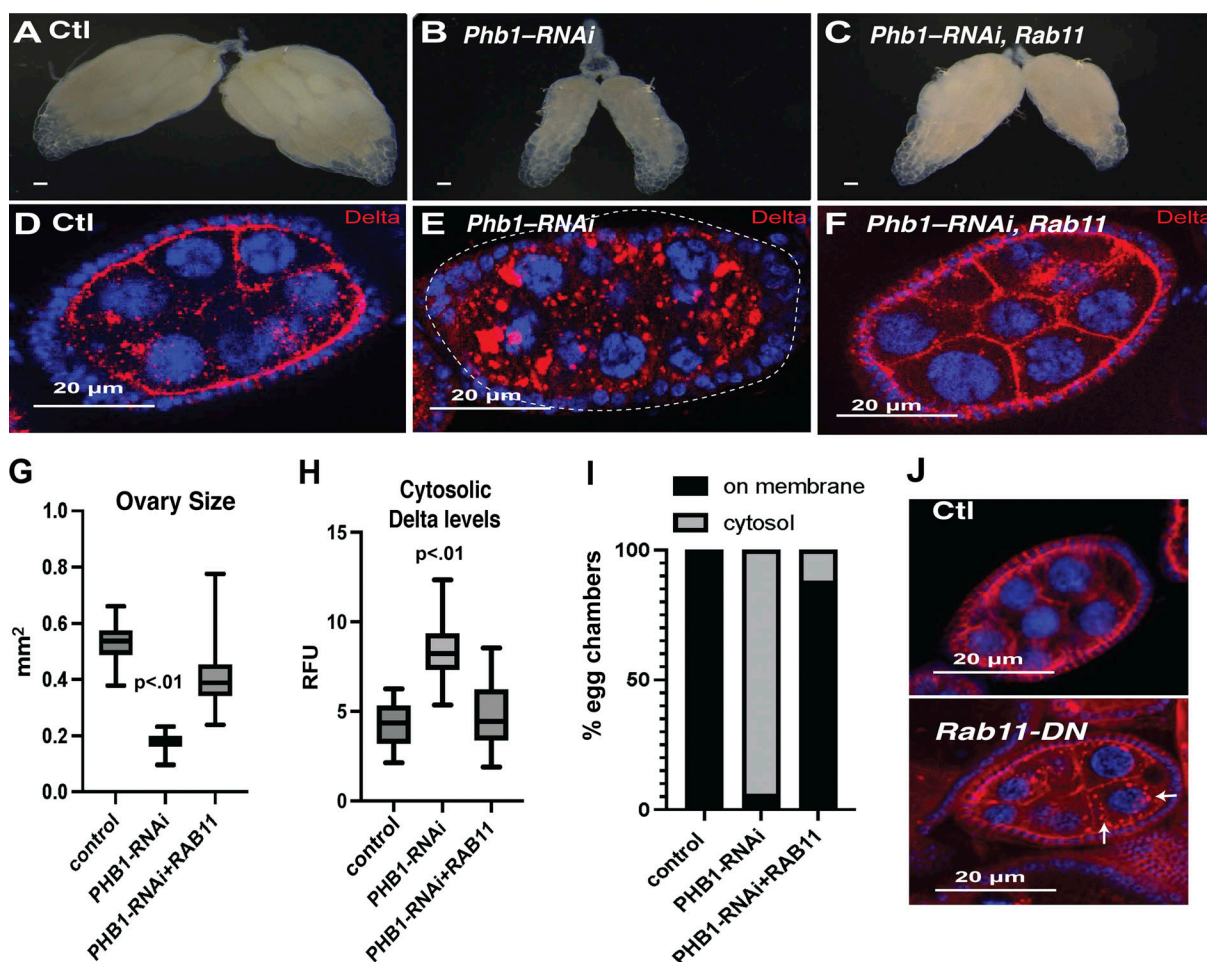 A Ctl
B Phb1–RNAi
C Phb1–RNAi, Rab11
D Ctl
Delta
20 µm
E Phb1–RNAi
Delta
20 µm
F Phb1–RNAi, Rab11
Delta
20 µm
G
Ovary Size
mm²
1.0
0.8
0.6
0.4
0.2
0.0
p<.01
control
PHB1-RNAi
PHB1-RNAi+RAB11
H
Cytosolic
Delta levels
RFU
15
10
5
0
p<.01
control
PHB1-RNAi
PHB1-RNAi+RAB11
I
on membrane
cytosol
% egg chambers
100
50
0
control
PHB1-RNAi
PHB1-RNAi+RAB11
J
Ctl
20 µm
Rab11-DN
20 µm